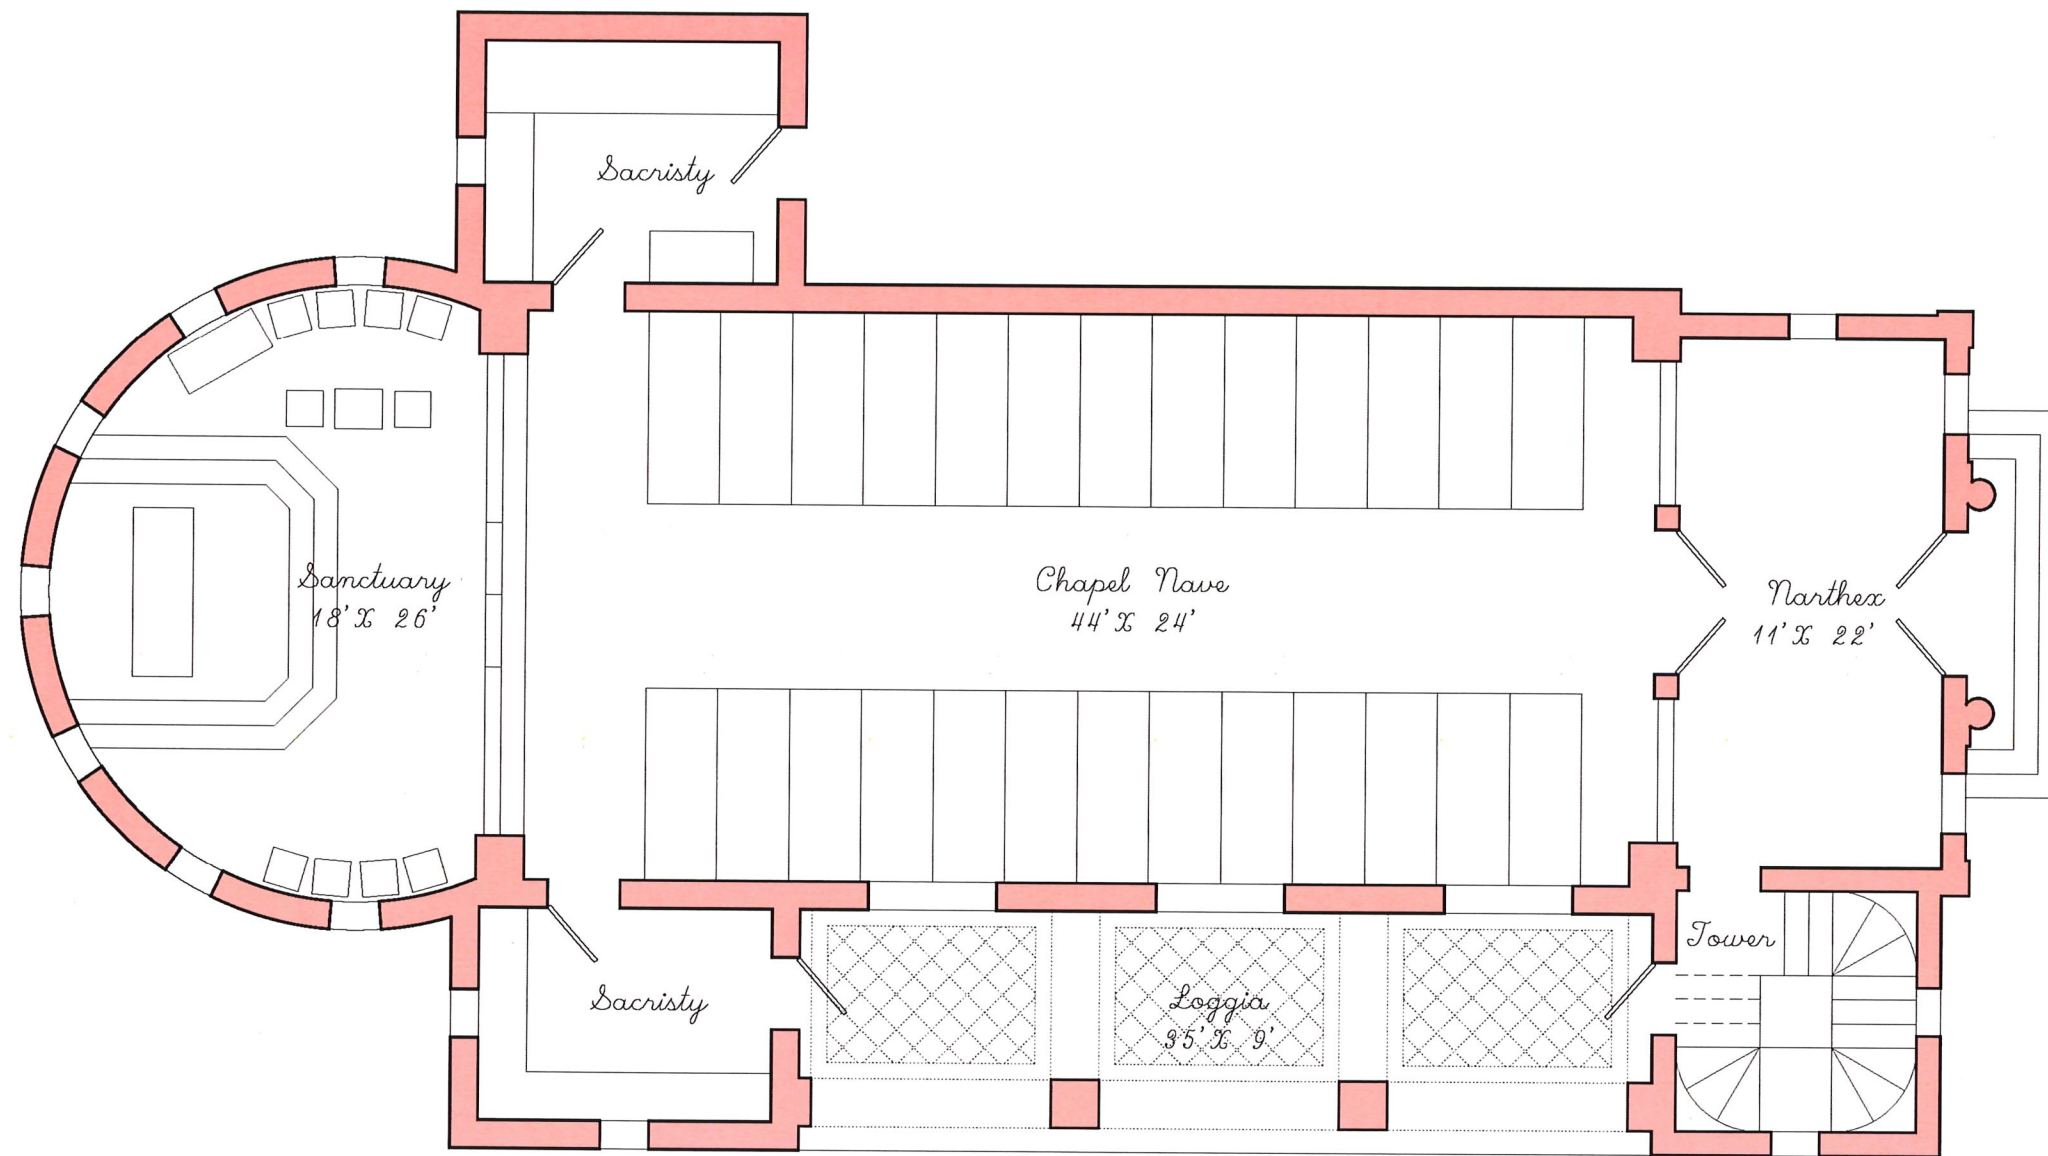 Sacristy
Sanctuary
18' X 26'
Chapel Nave
44' X 24'
Narthex
11' X 22'
Tower
Sacristy
Loggia
35' X 9'